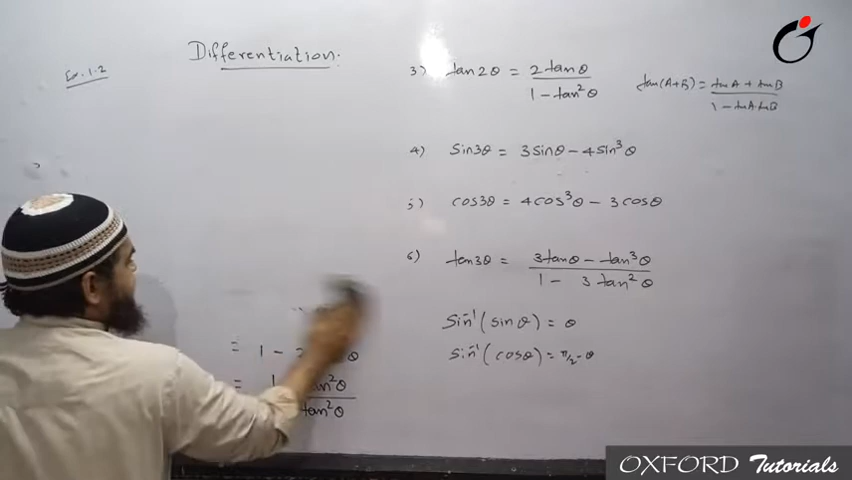 Differentiation.
Ex. 1.2
3) tan2θ = 2tanθ / 1 - tan²θ
tan(A+B) = tanA + tanB / 1 - tanAtanB
4) sin3θ = 3sinθ - 4sin³θ
5) cos3θ = 4cos³θ - 3cosθ
6) tan3θ = 3tanθ - tan³θ / 1 - 3tan²θ
sin⁻¹(sinθ) = θ
sin⁻¹(cosθ) = π/2 - θ
= 1 - 2 θ
= 1 tan²θ / tan²θ
OXFORD Tutorials